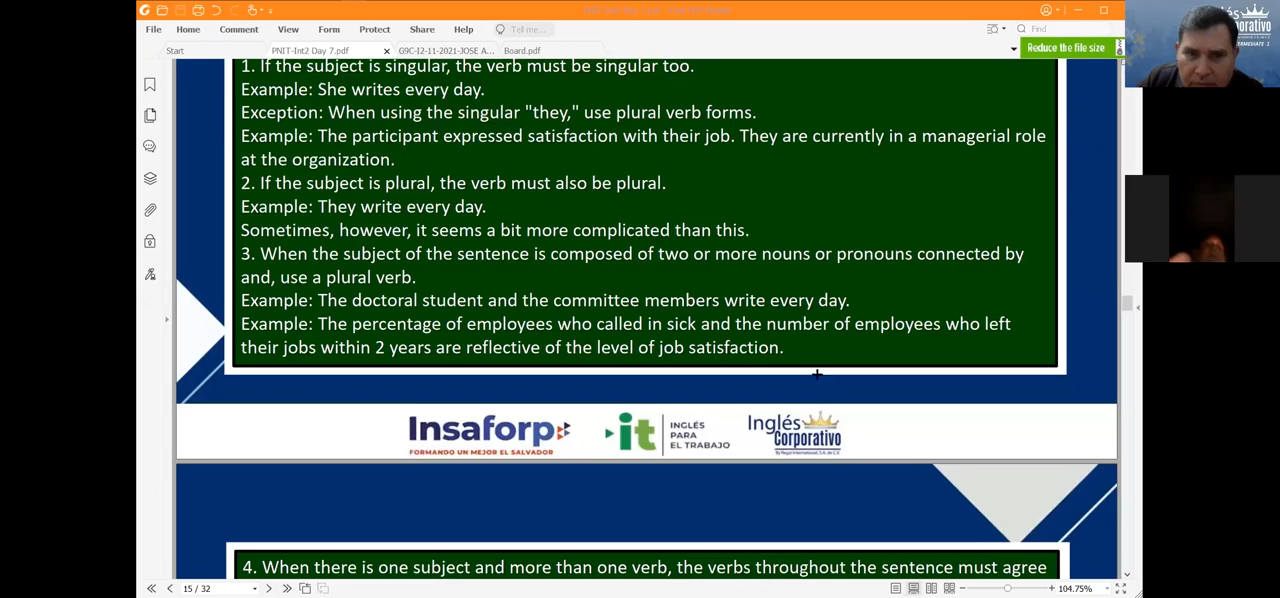 File Home Comment View Form Protect Share Help Tell me... Find
Start PNIT-Int2 Day 7.pdf G9C-I2-11-2021-JOSE A... Board.pdf
Reduce the file size
1. If the subject is singular, the verb must be singular too.
Example: She writes every day.
Exception: When using the singular "they," use plural verb forms.
Example: The participant expressed satisfaction with their job. They are currently in a managerial role
at the organization.
2. If the subject is plural, the verb must also be plural.
Example: They write every day.
Sometimes, however, it seems a bit more complicated than this.
3. When the subject of the sentence is composed of two or more nouns or pronouns connected by
and, use a plural verb.
Example: The doctoral student and the committee members write every day.
Example: The percentage of employees who called in sick and the number of employees who left
their jobs within 2 years are reflective of the level of job satisfaction.
Insaforp
FORMANDO UN MEJOR EL SALVADOR
it
INGLÉS
PARA
EL TRABAJO
Inglés
Corporativo
By Regal International, S.A. de C.V.
4. When there is one subject and more than one verb, the verbs throughout the sentence must agree
15 / 32
104.75%